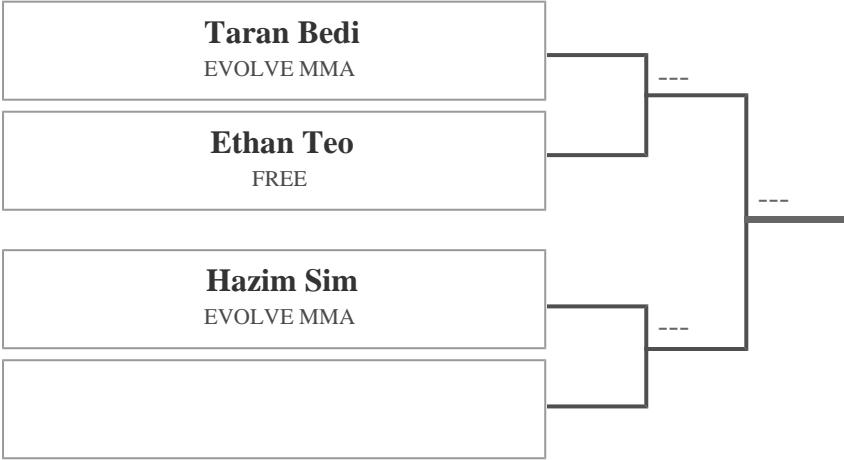 Taran Bedi
EVOLVE MMA
---
Ethan Teo
FREE
---
Hazim Sim
EVOLVE MMA
---